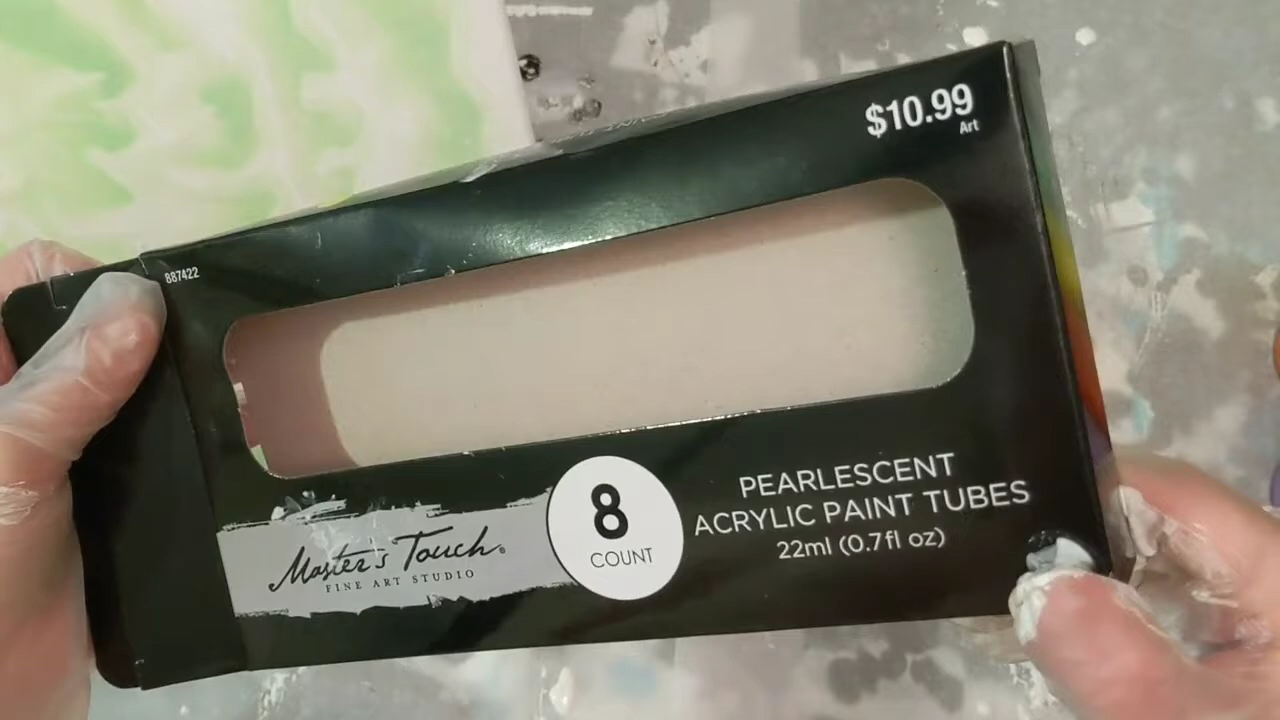 $10.99
Art
887422
8
COUNT
PEARLESCENT
ACRYLIC PAINT TUBES
22ml (0.7fl oz)
Master's Touch®
FINE ART STUDIO